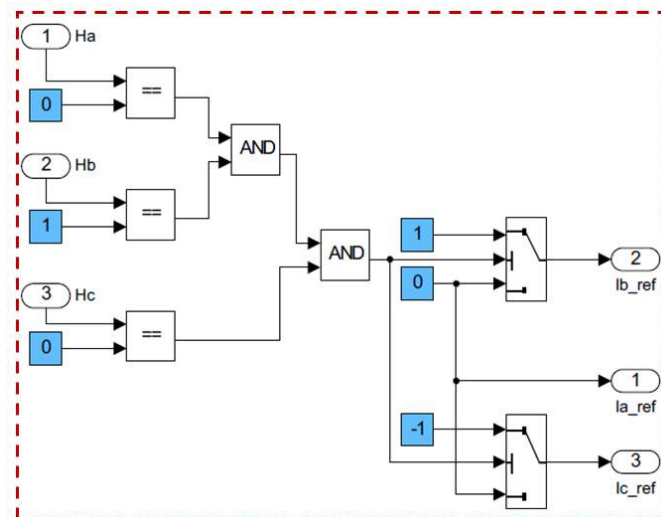 1 Ha
==
0
AND
2 Hb
==
1
AND
1
2
Ib_ref
3 Hc
0
==
0
1
Ia_ref
-1
3
Ic_ref